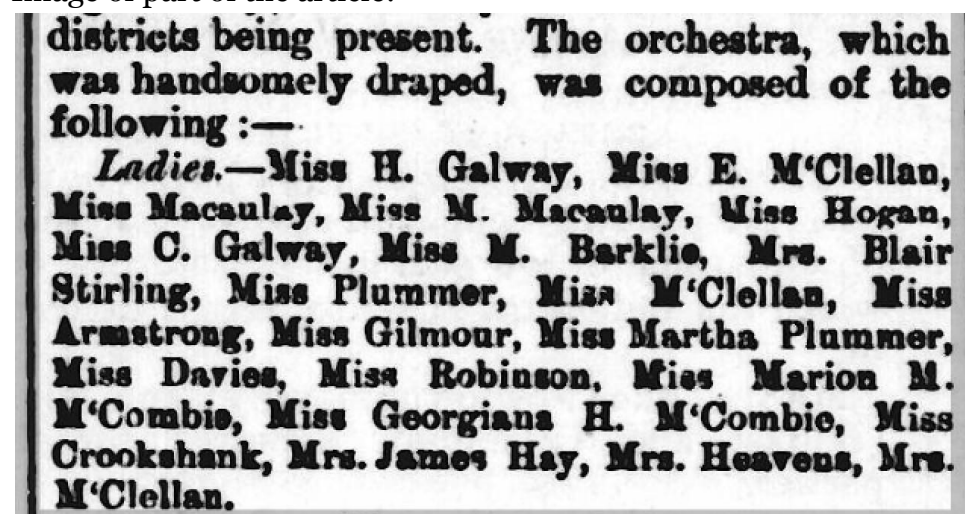 districts being present. The orchestra, which
was handsomely draped, was composed of the
following :—
Ladies.—Miss H. Galway, Miss E. M‘Clellan,
Miss Macaulay, Miss M. Macaulay, Miss Hogan,
Miss C. Galway, Miss M. Barklie, Mrs. Blair
Stirling, Miss Plummer, Miss M‘Clellan, Miss
Armstrong, Miss Gilmour, Miss Martha Plummer,
Miss Davies, Miss Robinson, Miss Marion M.
M‘Combie, Miss Georgiana H. M‘Combie, Miss
Crookshank, Mrs. James Hay, Mrs. Heavens, Mrs.
M‘Clellan.